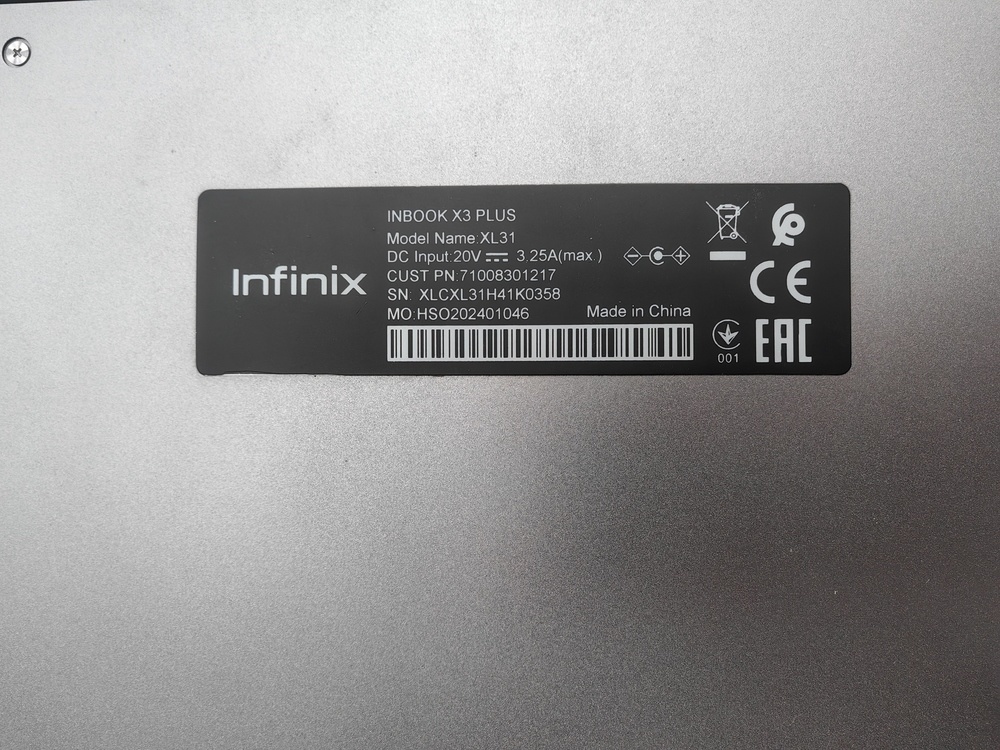 Infinix
INBOOK X3 PLUS
Model Name:XL31
DC Input:20V 3.25A(max.)
CUST PN:71008301217
SN: XLCXL31H41K0358
MO:HSO202401046
Made in China
CE
001
EAC